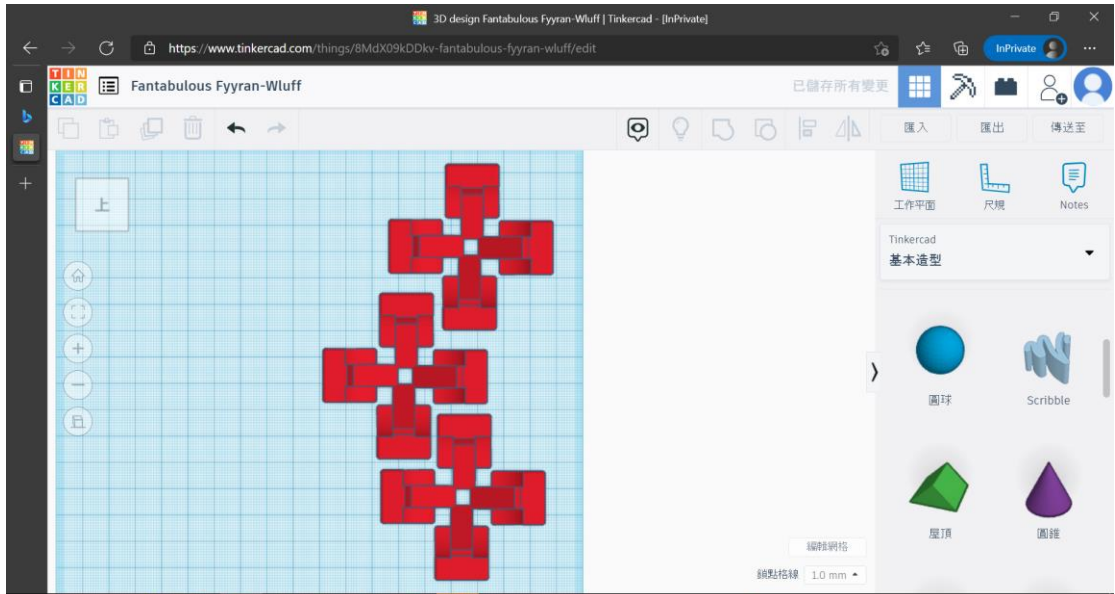 3D design Fantabulous Fyyran-Wluff | Tinkercad - [InPrivate]
https://www.tinkercad.com/things/8MdX09kDDkv-fantabulous-fyyran-wluff/edit
InPrivate
TIN
KER
CAD
Fantabulous Fyyran-Wluff
已儲存所有變更
匯入
匯出
傳送至
上
工作平面
尺規
Notes
Tinkercad
基本造型
圓球
Scribble
屋頂
圓錐
編輯網格
鎖點格線
1.0 mm